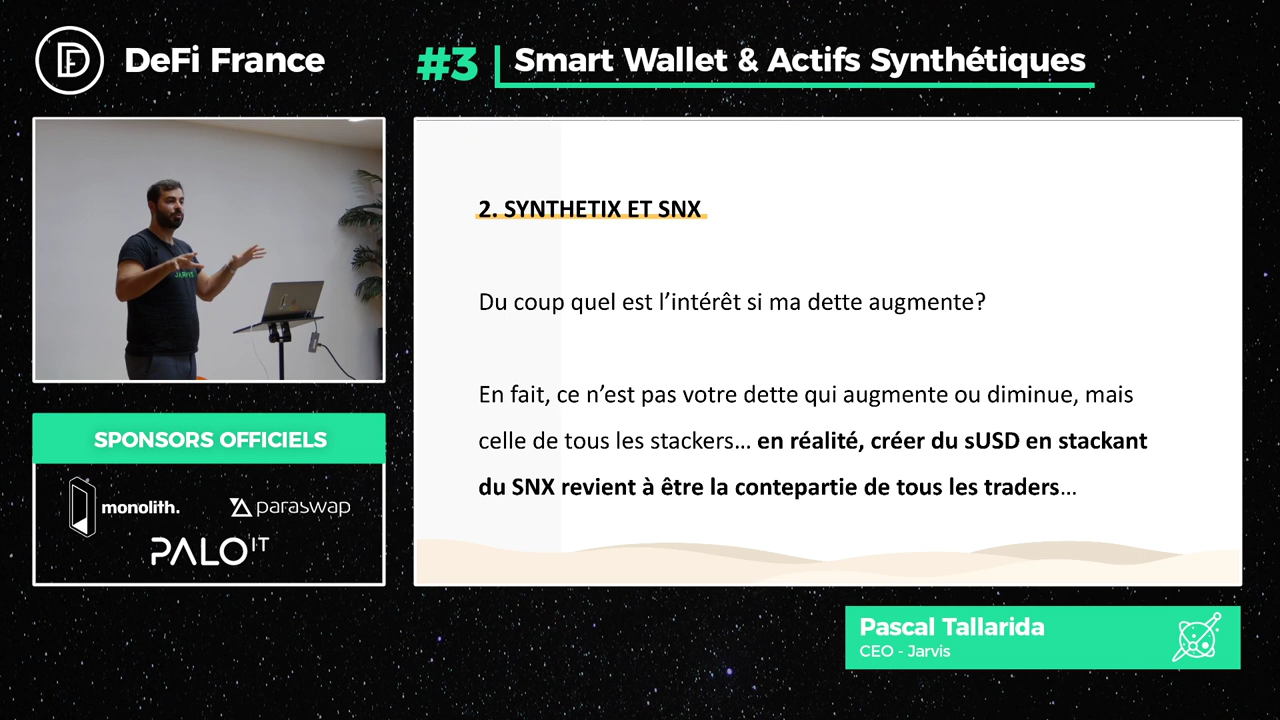 DeFi France
#3
Smart Wallet & Actifs Synthétiques
JARVIS
2. SYNTHETIX ET SNX
Du coup quel est l’intérêt si ma dette augmente?
En fait, ce n’est pas votre dette qui augmente ou diminue, mais
celle de tous les stackers... en réalité, créer du sUSD en stackant
du SNX revient à être la contepartie de tous les traders...
SPONSORS OFFICIELS
monolith.
paraswap
PALO IT
Pascal Tallarida
CEO - Jarvis